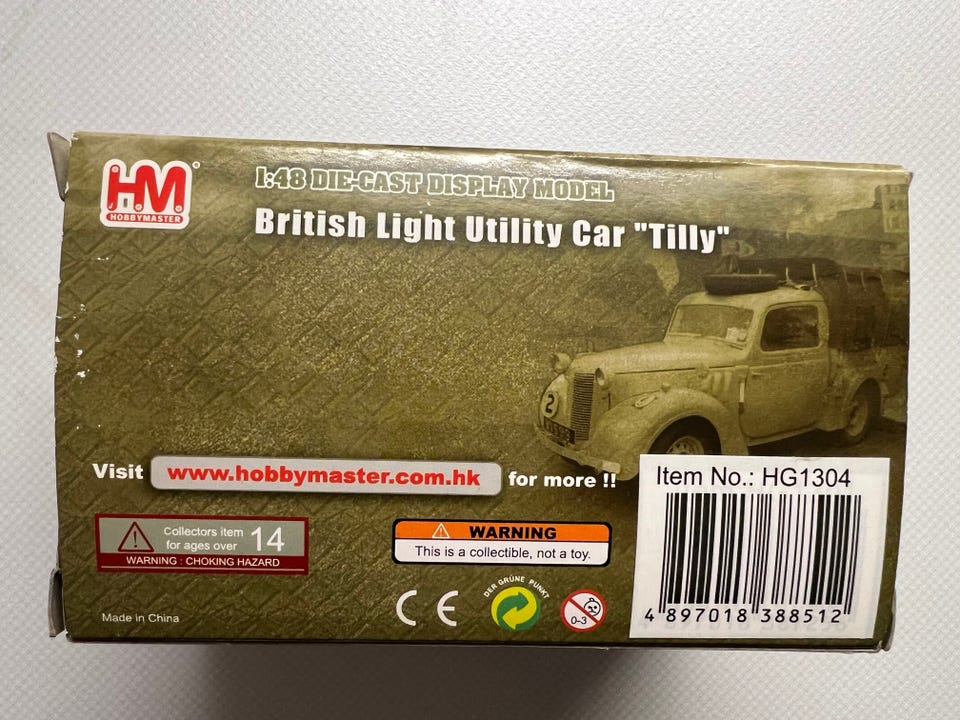 HM®
HOBBYMASTER
1:48 DIE-CAST DISPLAY MODEL
British Light Utility Car "Tilly"
2
Visit www.hobbymaster.com.hk for more !!
Item No.: HG1304
Collectors item
for ages over 14
WARNING : CHOKING HAZARD
WARNING
This is a collectible, not a toy.
DER GRÜNE PUNKT
CE
0-3
Made in China
4 897018 388512